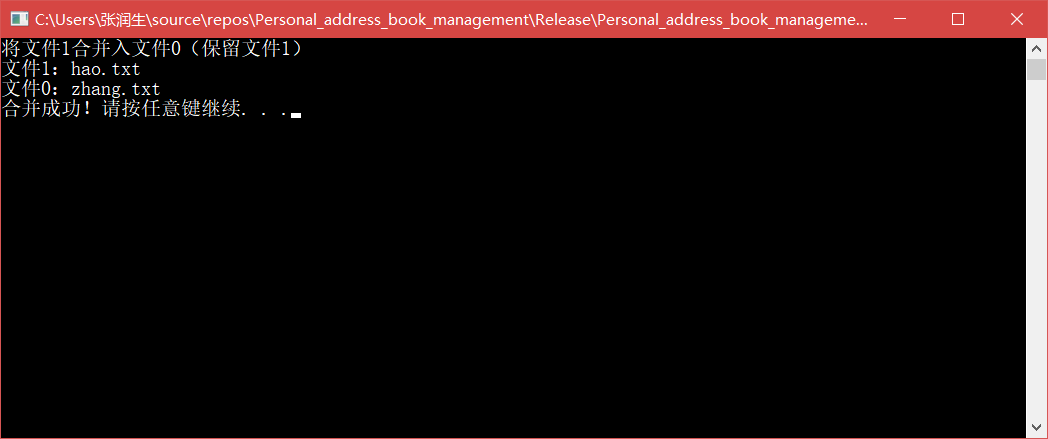 C:\Users\张润生\source\repos\Personal_address_book_management\Release\Personal_address_book_manageme...
将文件1合并入文件0（保留文件1）
文件1：hao.txt
文件0：zhang.txt
合并成功！请按任意键继续. . .